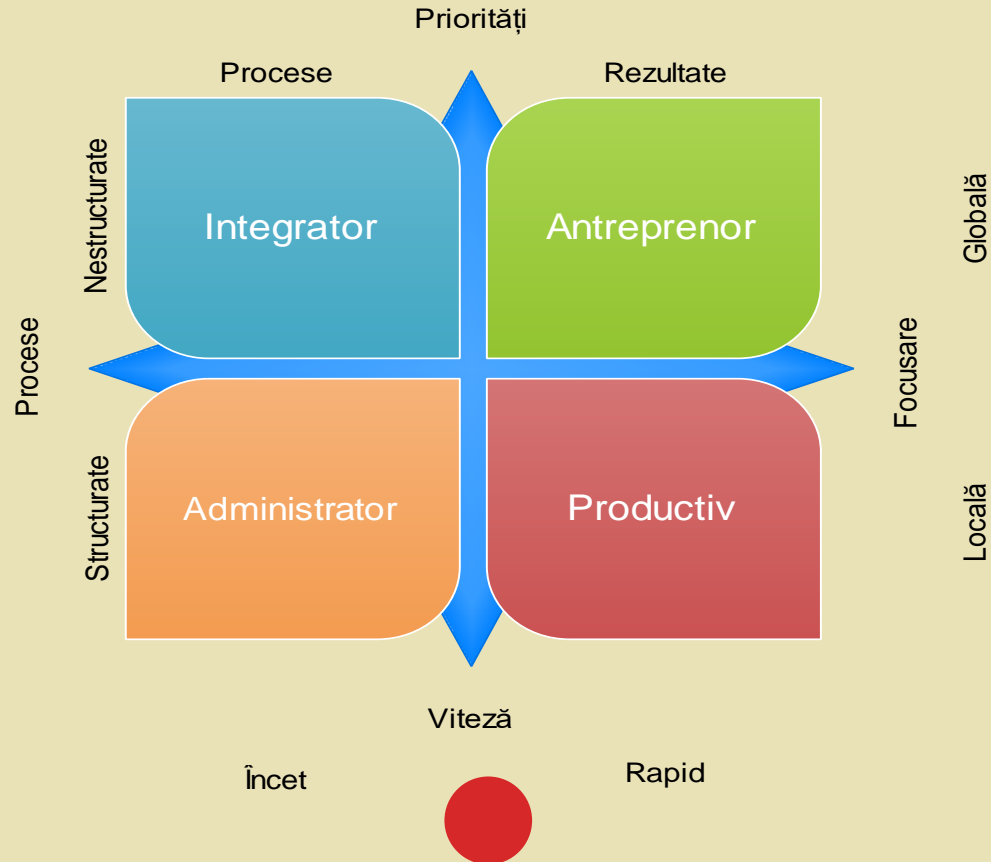 Priorități
Procese
Rezultate
Nestructurate
Integrator
Antreprenor
Globală
Procese
Focusare
Structurate
Administrator
Productiv
Locală
Viteză
Încet
Rapid